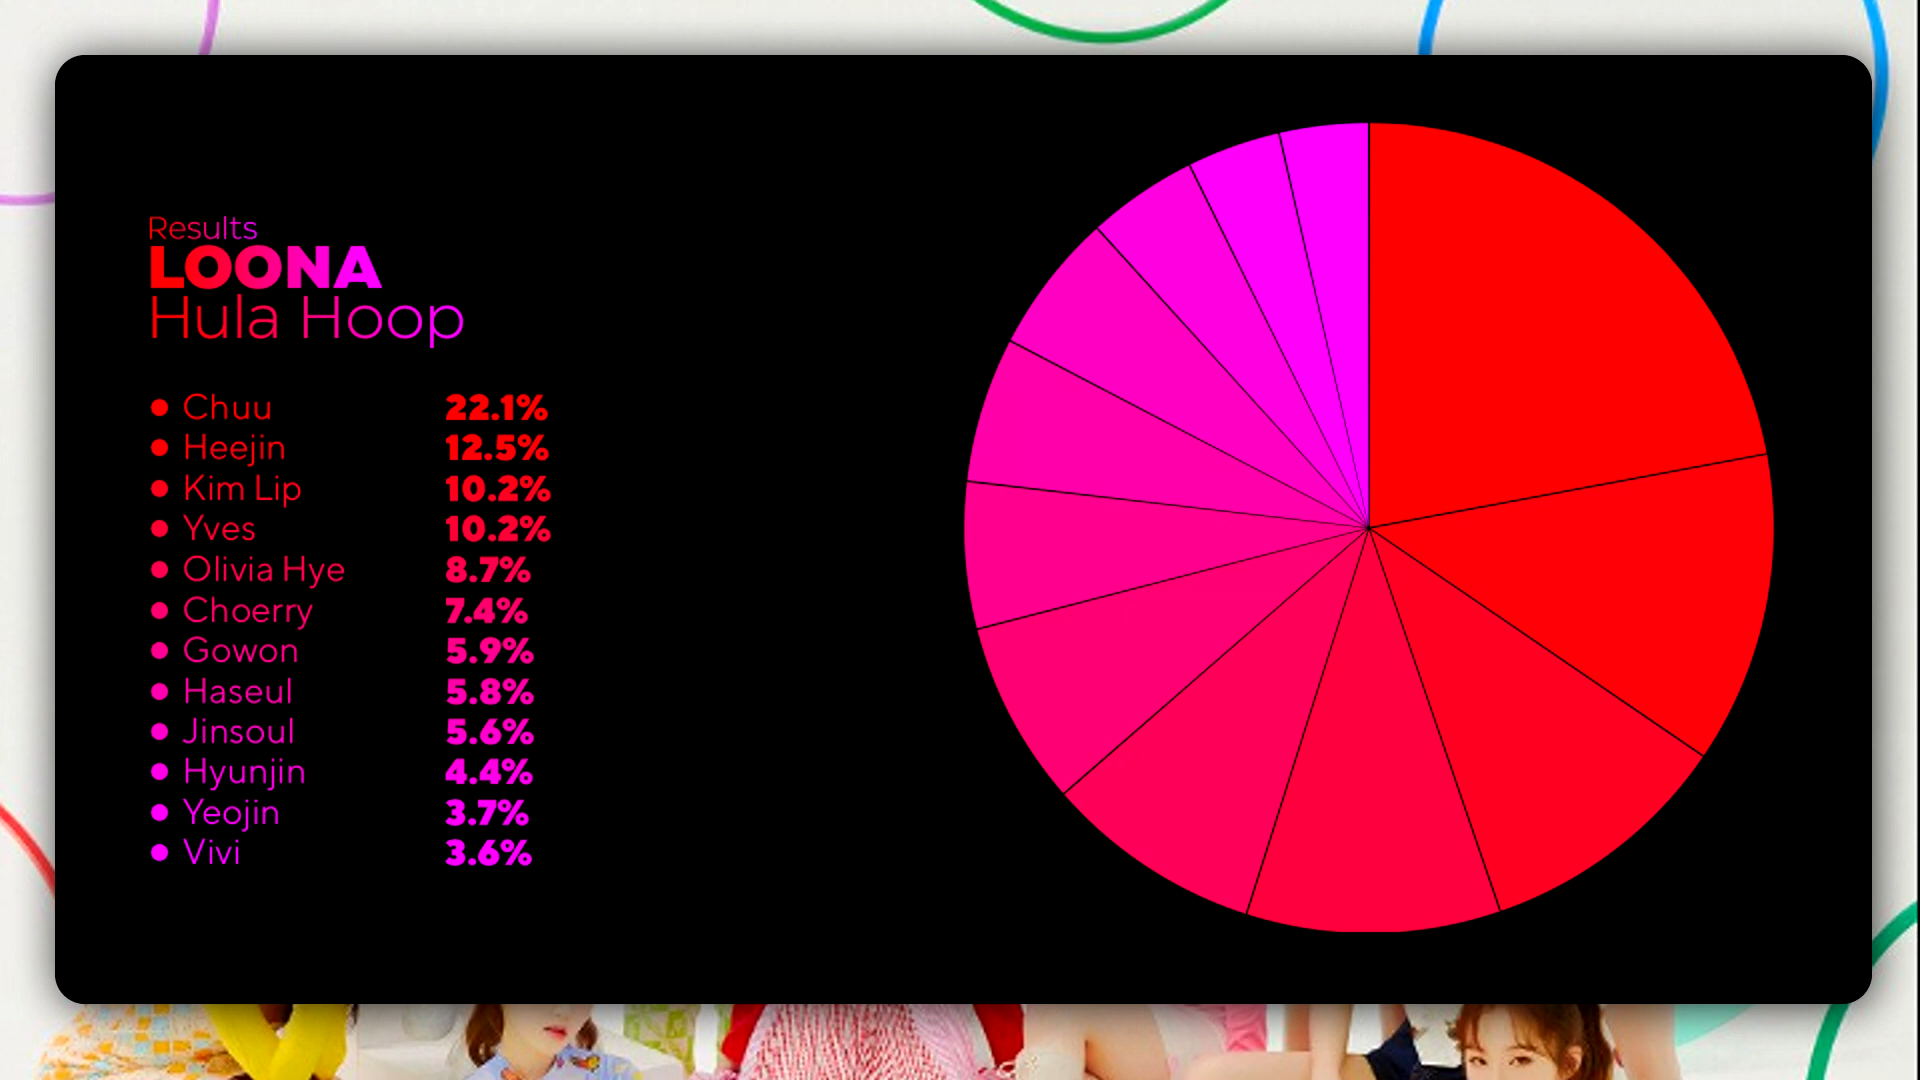 Results
LOONA
Hula Hoop
Chuu 22.1%
Heejin 12.5%
Kim Lip 10.2%
Yves 10.2%
Olivia Hye 8.7%
Choerry 7.4%
Gowon 5.9%
Haseul 5.8%
Jinsoul 5.6%
Hyunjin 4.4%
Yeojin 3.7%
Vivi 3.6%